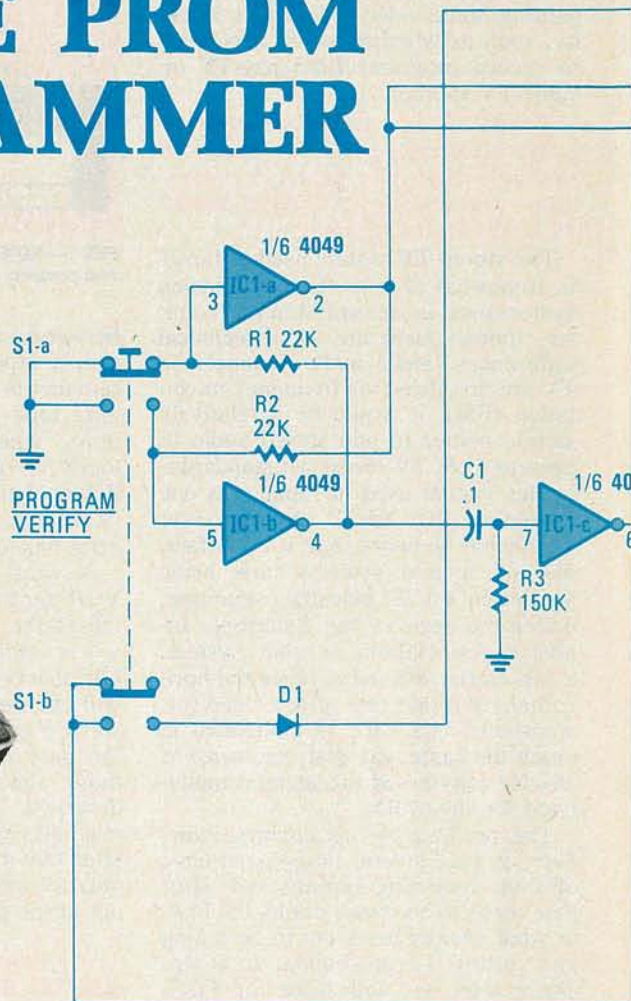 E PROM
AMMER
1/6 4049
IC1-a
3
2
S1-a
R1 22K
R2
22K
1/6 4049
IC1-b
5
4
PROGRAM
VERIFY
C1
.1
1/6 40
IC1-c
7
6
R3
150K
S1-b
D1